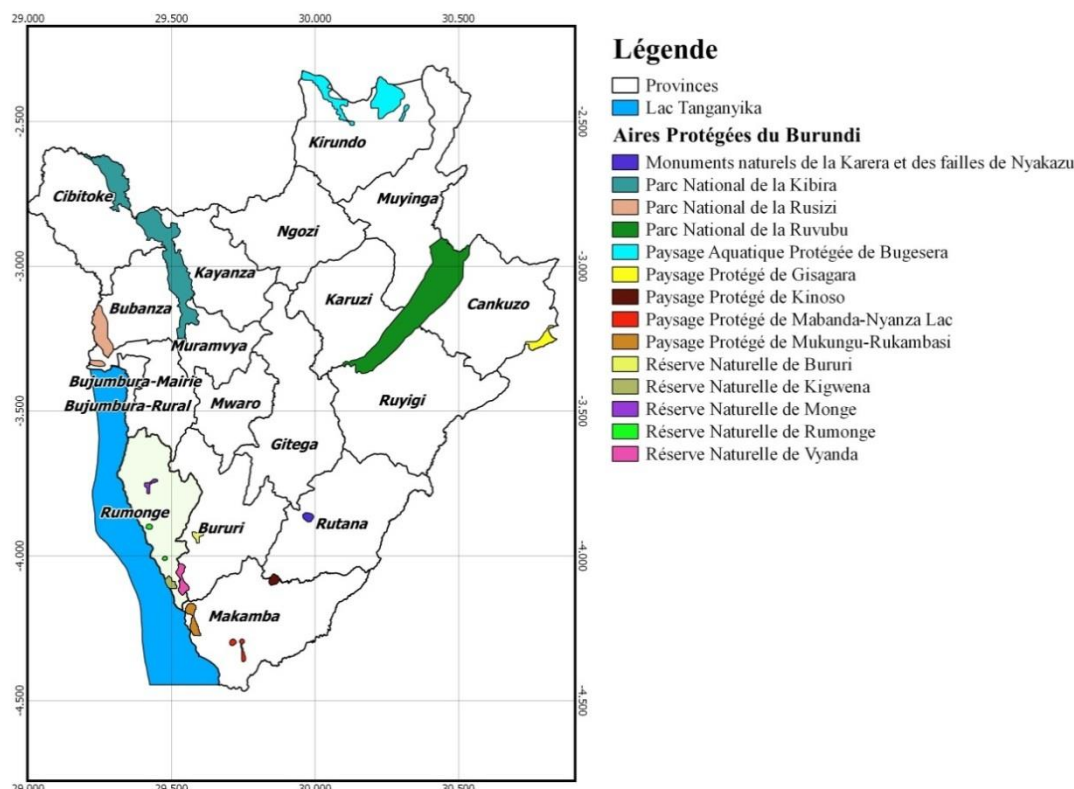 29.000 29.500 30.000 30.500
-2.500 -2.500
-3.000 -3.000
-3.500 -3.500
-4.000 -4.000
-4.500 -4.500
29.000 29.500 30.000 30.500
Kirundo
Cibitoke
Muyinga
Ngozi
Kayanza
Bubanza
Karuzi
Cankuzo
Muramvya
Bujumbura-Mairie
Bujumbura-Rural
Mwaro
Ruyigi
Gitega
Rumonge
Bururi
Rutana
Makamba
Légende
Provinces
Lac Tanganyika
Aires Protégées du Burundi
Monuments naturels de la Karera et des failles de Nyakazu
Parc National de la Kibira
Parc National de la Rusizi
Parc National de la Ruvubu
Paysage Aquatique Protégée de Bugesera
Paysage Protégé de Gisagara
Paysage Protégé de Kinoso
Paysage Protégé de Mabanda-Nyanza Lac
Paysage Protégé de Mukungu-Rukambasi
Réserve Naturelle de Bururi
Réserve Naturelle de Kigwena
Réserve Naturelle de Monge
Réserve Naturelle de Rumonge
Réserve Naturelle de Vyanda